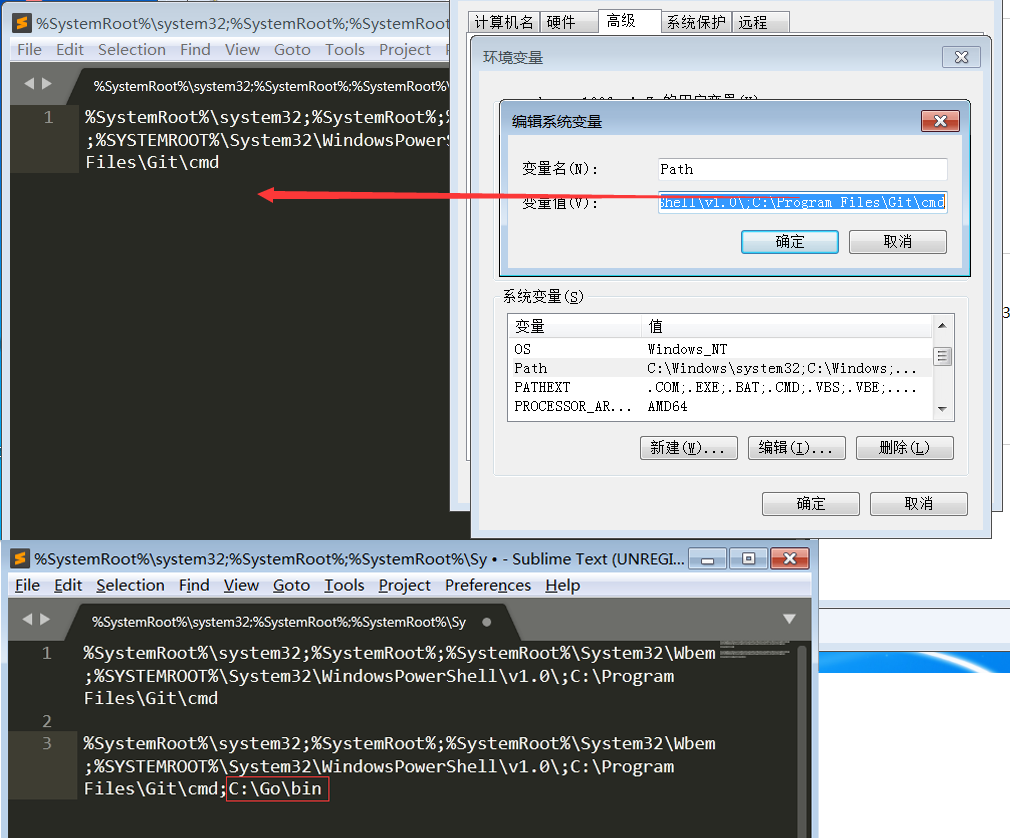 %SystemRoot%\system32;%SystemRoot%;%SystemRoot
File Edit Selection Find View Goto Tools Project
%SystemRoot%\system32;%SystemRoot%;%SystemRoot%\
1 %SystemRoot%\system32;%SystemRoot%;
;%SYSTEMROOT%\System32\WindowsPowerS
Files\Git\cmd
计算机名 硬件 高级 系统保护 远程
环境变量
编辑系统变量
变量名(N): Path
变量值(V): Shell\v1.0\;C:\Program Files\Git\cmd
确定 取消
系统变量(S)
变量 值
OS Windows_NT
Path C:\Windows\system32;C:\Windows;...
PATHEXT .COM;.EXE;.BAT;.CMD;.VBS;.VBE;....
PROCESSOR_AR... AMD64
新建(W)... 编辑(I)... 删除(L)
确定 取消
3
%SystemRoot%\system32;%SystemRoot%;%SystemRoot%\Sy • - Sublime Text (UNREGI...
File Edit Selection Find View Goto Tools Project Preferences Help
%SystemRoot%\system32;%SystemRoot%;%SystemRoot%\Sy
1 %SystemRoot%\system32;%SystemRoot%;%SystemRoot%\System32\Wbem
;%SYSTEMROOT%\System32\WindowsPowerShell\v1.0\;C:\Program
Files\Git\cmd
2
3 %SystemRoot%\system32;%SystemRoot%;%SystemRoot%\System32\Wbem
;%SYSTEMROOT%\System32\WindowsPowerShell\v1.0\;C:\Program
Files\Git\cmd;C:\Go\bin